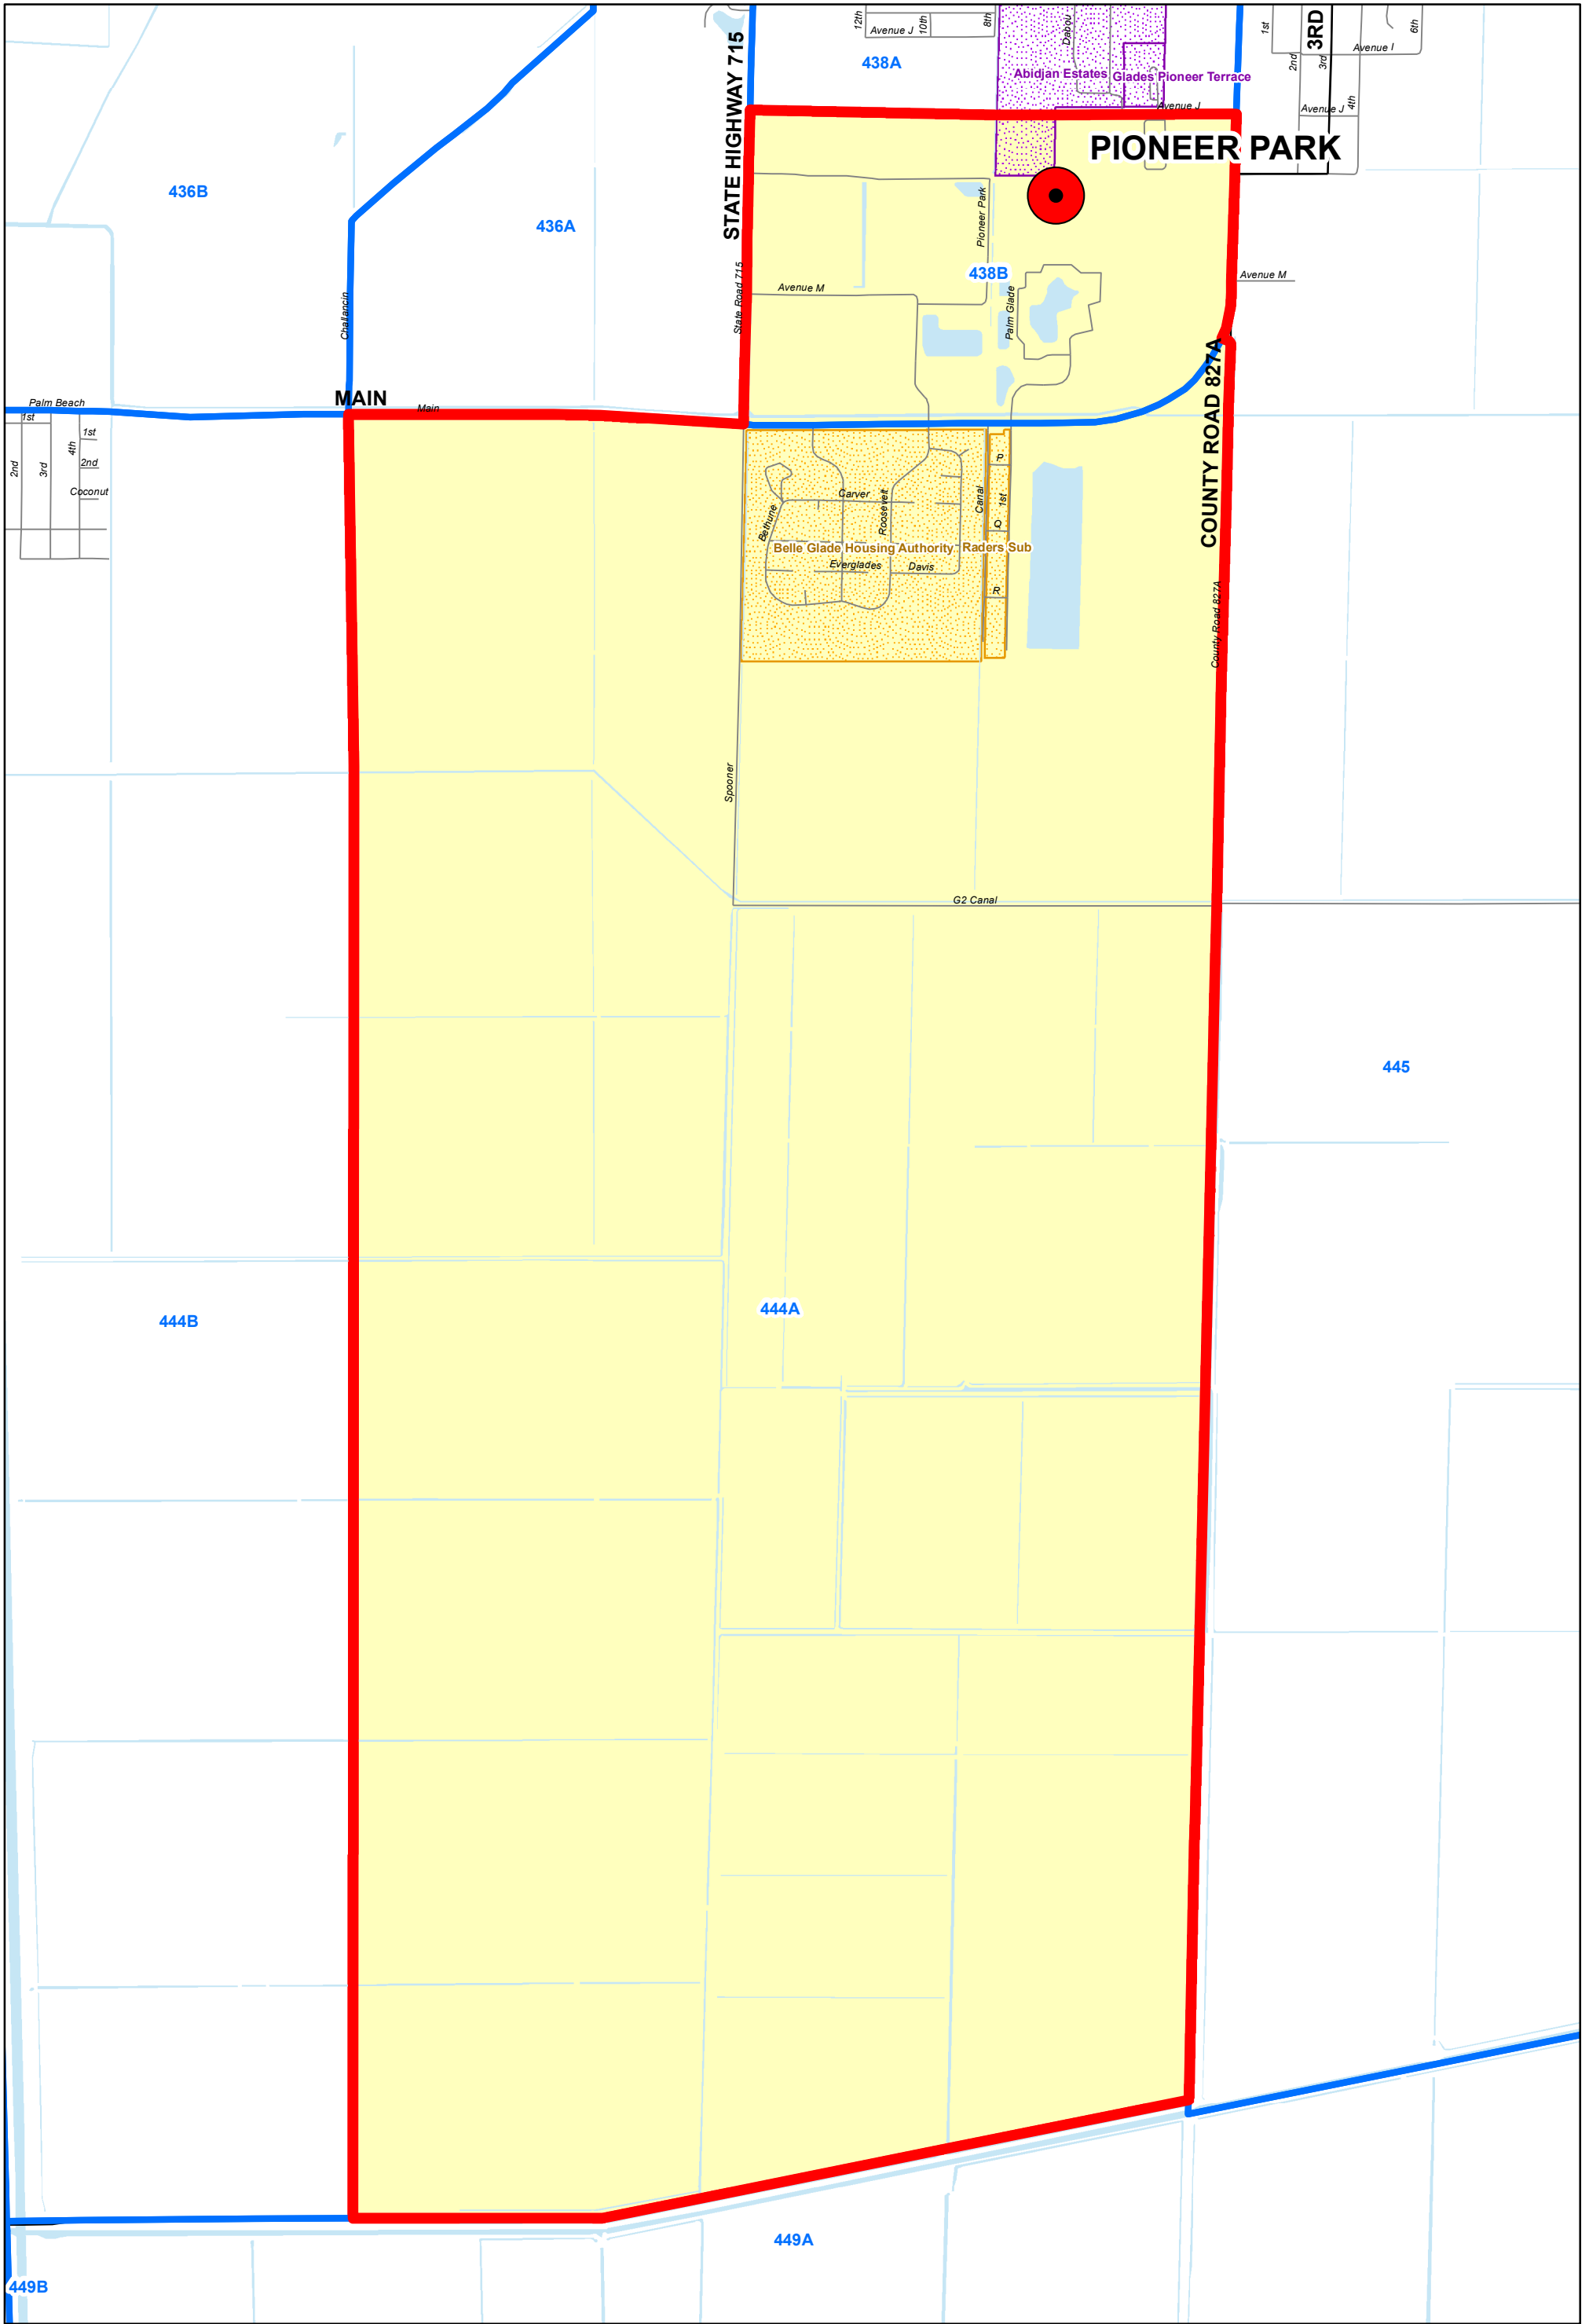 12th
Avenue J
10th
8th
Dabou
1st
3RD
6th
Avenue I
2nd
3rd
438A
STATE HIGHWAY 715
Abidjan Estates
Glades Pioneer Terrace
Avenue J
Avenue J
4th
PIONEER PARK
436B
436A
Pioneer Park
438B
Avenue M
Avenue M
State Road 715
Palm Glade
Challancin
COUNTY ROAD 827A
MAIN
Main
Palm Beach
1st
1st
4th
2nd
3rd
2nd
Coconut
P
Carver
Roosevelt
Canal
1st
Bethune
Q
Belle Glade Housing Authority
Raders Sub
Everglades
Davis
R
County Road 827A
Spooner
G2 Canal
445
444A
444B
449A
449B